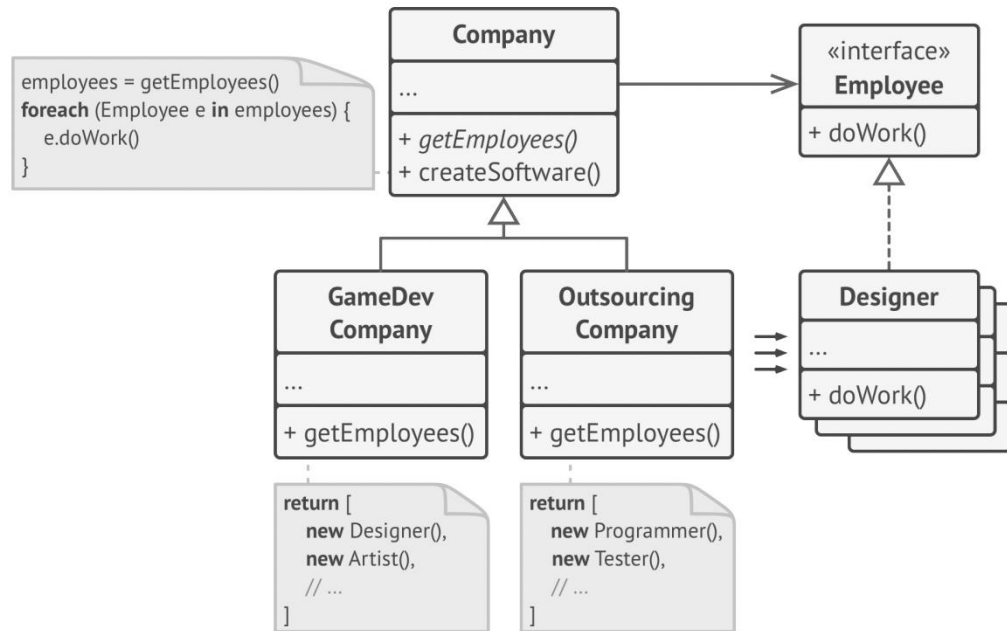 employees = getEmployees()
foreach (Employee e in employees) {
e.doWork()
}
Company
...
+ getEmployees()
+ createSoftware()
«interface»
Employee
+ doWork()
GameDev
Company
...
+ getEmployees()
Outsourcing
Company
...
+ getEmployees()
Designer
...
+ doWork()
return [
new Designer(),
new Artist(),
// ...
]
return [
new Programmer(),
new Tester(),
// ...
]